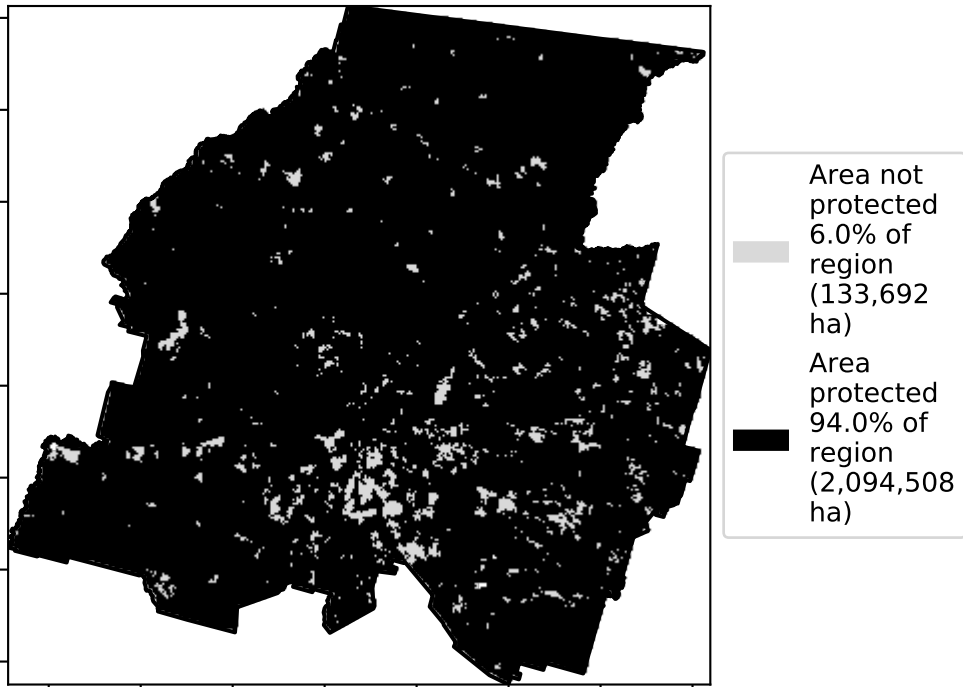 Area not
protected
6.0% of
region
(133,692
ha)
Area
protected
94.0% of
region
(2,094,508
ha)